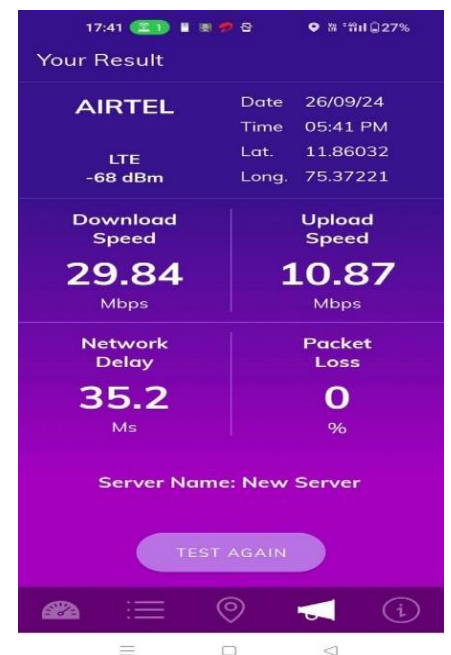 17:41 1 27%
Your Result
AIRTEL
LTE
-68 dBm
Date 26/09/24
Time 05:41 PM
Lat. 11.86032
Long. 75.37221
Download
Speed
29.84
Mbps
Upload
Speed
10.87
Mbps
Network
Delay
35.2
Ms
Packet
Loss
0
%
Server Name: New Server
TEST AGAIN